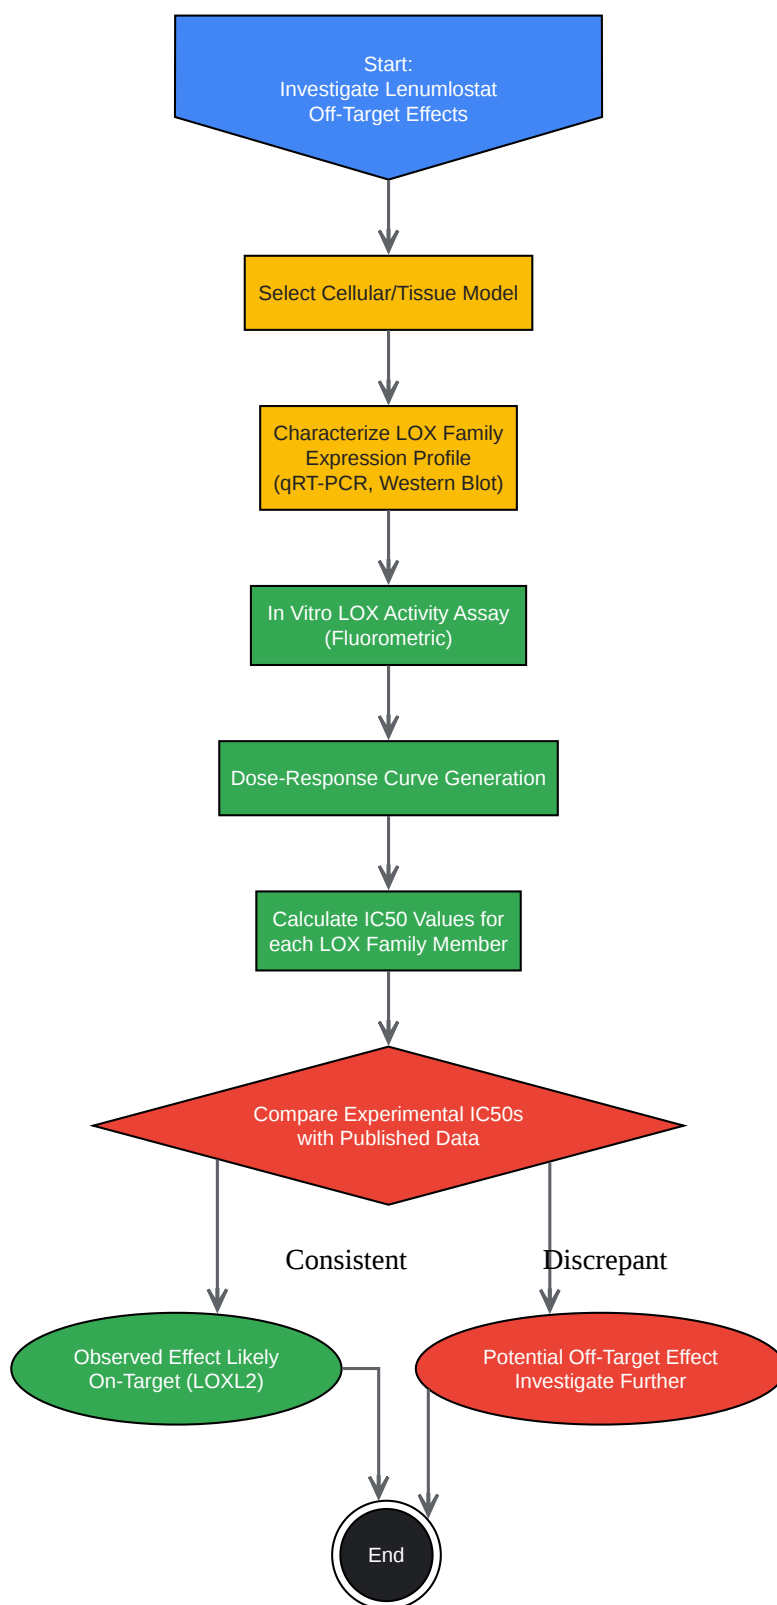 Start:
Investigate Lenumlostat
Off-Target Effects
Select Cellular/Tissue Model
Characterize LOX Family
Expression Profile
(qRT-PCR, Western Blot)
In Vitro LOX Activity Assay
(Fluorometric)
Dose-Response Curve Generation
Calculate IC50 Values for
each LOX Family Member
Compare Experimental IC50s
with Published Data
Consistent
Discrepant
Observed Effect Likely
On-Target (LOXL2)
Potential Off-Target Effect
Investigate Further
End